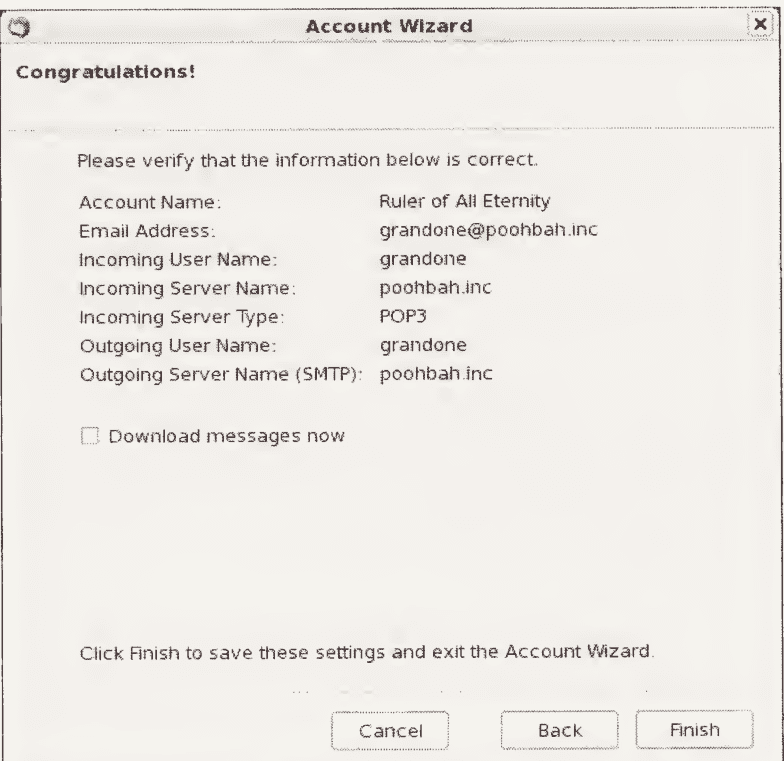 Account Wizard
Congratulations!
Please verify that the information below is correct.
Account Name: Ruler of All Eternity
Email Address: grandone@poohbah.inc
Incoming User Name: grandone
Incoming Server Name: poohbah.inc
Incoming Server Type: POP3
Outgoing User Name: grandone
Outgoing Server Name (SMTP): poohbah.inc
Download messages now
Click Finish to save these settings and exit the Account Wizard.
Cancel Back Finish